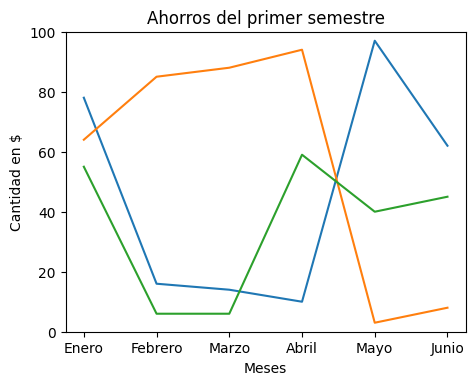 Ahorros del primer semestre
Cantidad en $
100
80
60
40
20
0
Enero Febrero Marzo Abril Mayo Junio
Meses